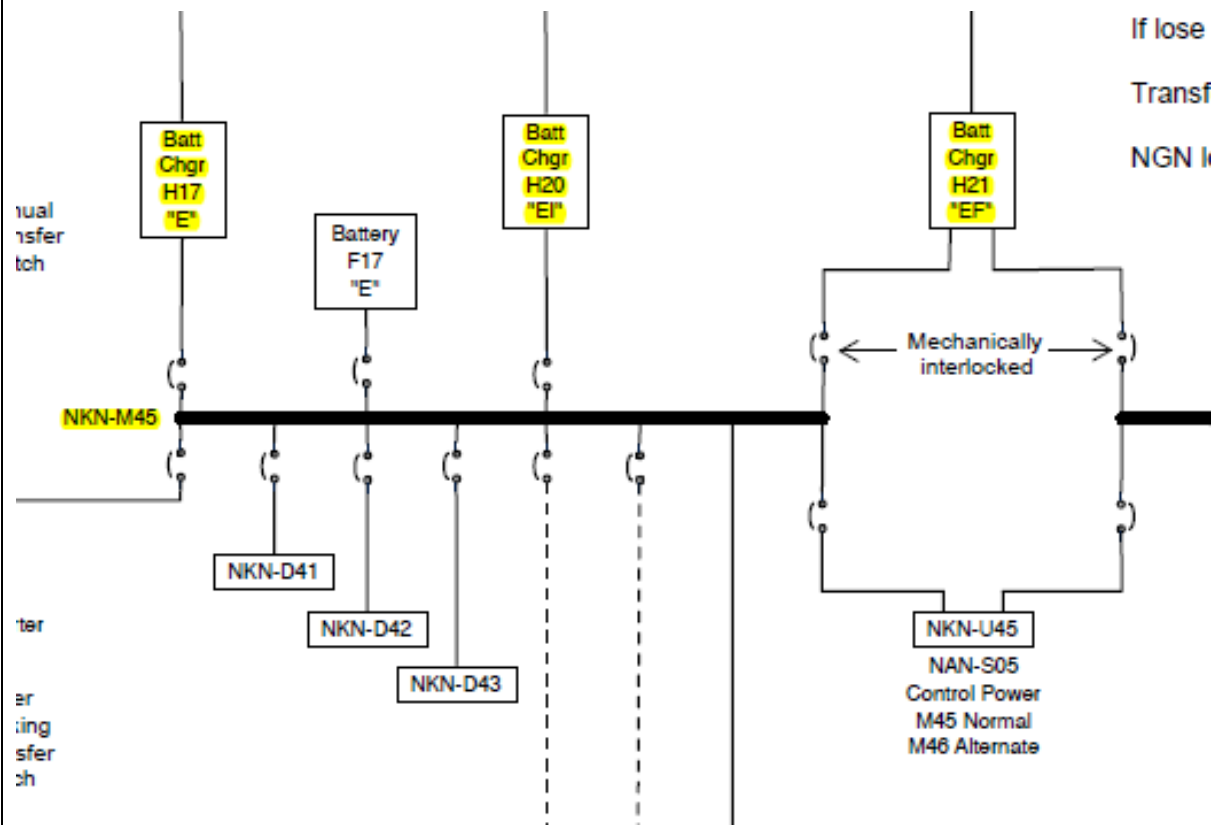 If lose
Transf
NGN l
Batt
Chgr
H17
"E"
Batt
Chgr
H20
"EI"
Batt
Chgr
H21
"EF"
nual
nsfer
tch
Battery
F17
"E"
Mechanically
interlocked
NKN-M45
NKN-D41
NKN-D42
NKN-D43
NKN-U45
NAN-S05
Control Power
M45 Normal
M46 Alternate
ter
er
king
sfer
ch